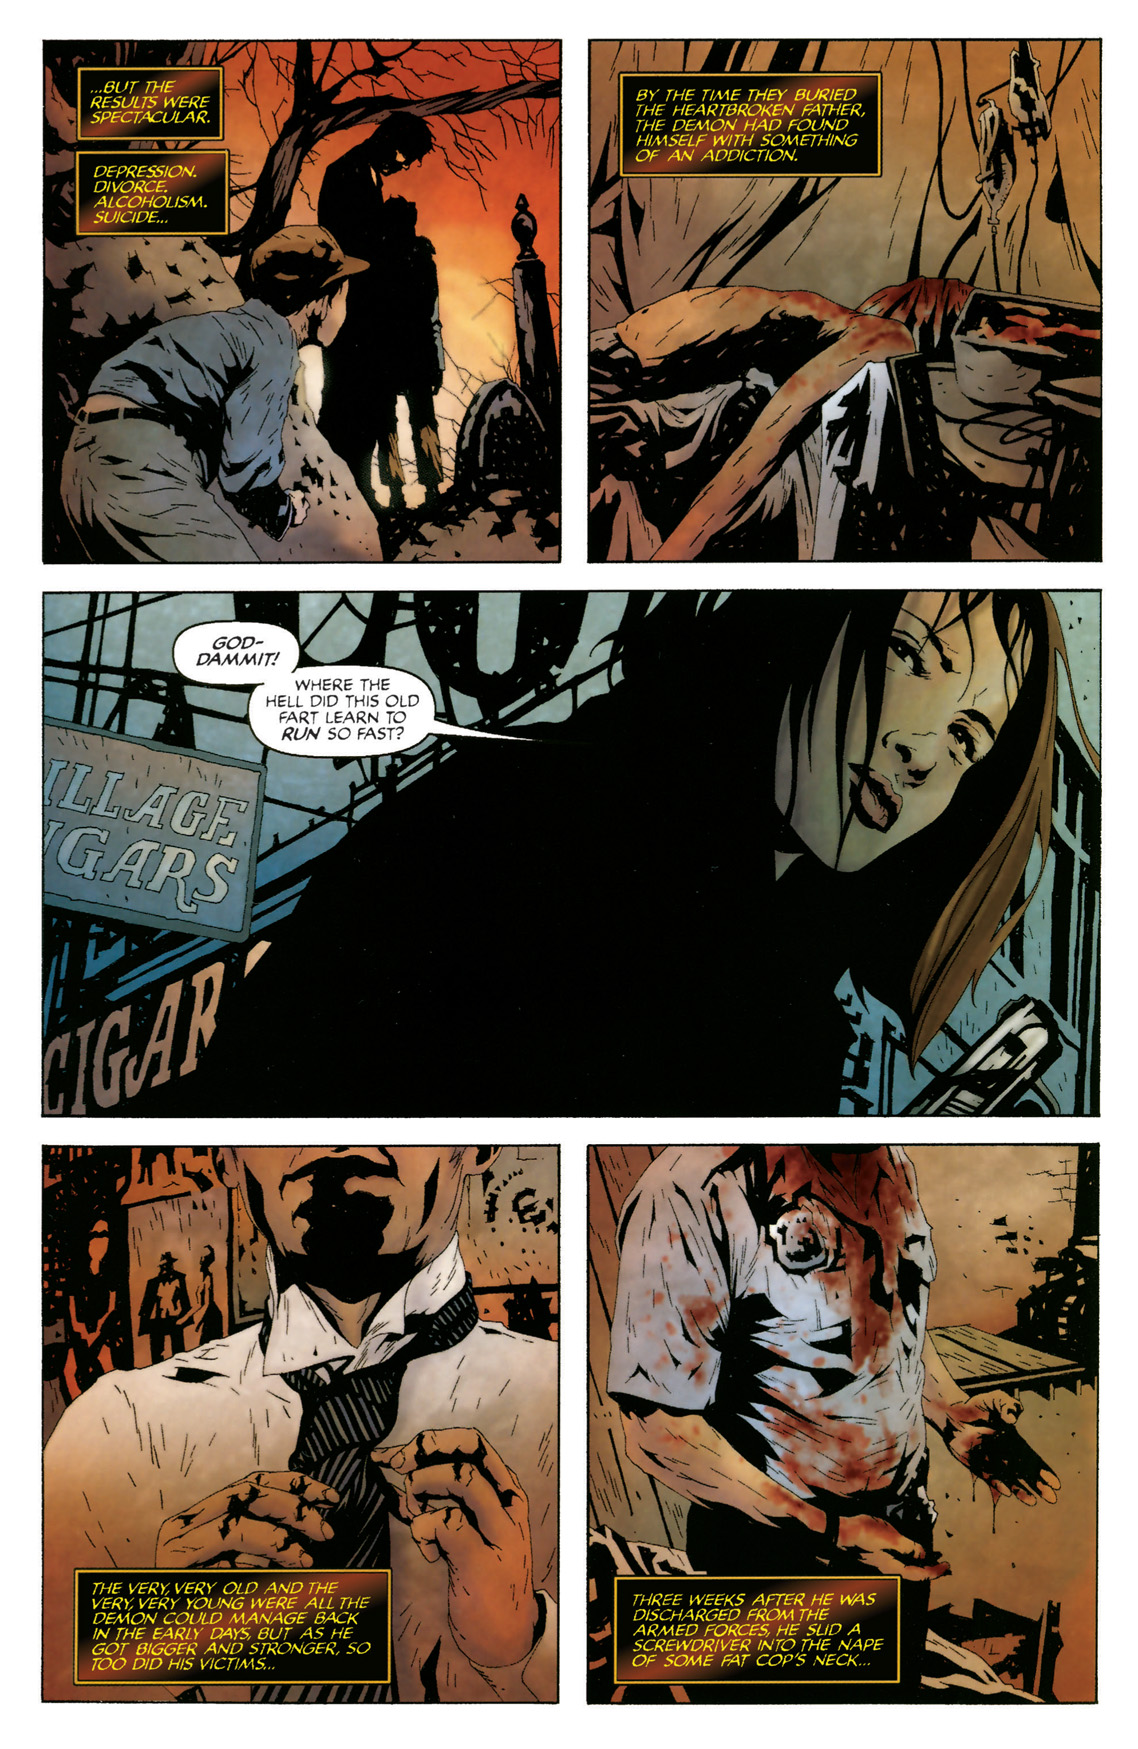 ...BUT THE
RESULTS WERE
SPECTACULAR.
DEPRESSION.
DIVORCE.
ALCOHOLISM.
SUICIDE...
BY THE TIME THEY BURIED
THE HEARTBROKEN FATHER,
THE DEMON HAD FOUND
HIMSELF WITH SOMETHING
OF AN ADDICTION.
GOD-
DAMMIT!
WHERE THE
HELL DID THIS OLD
FART LEARN TO
RUN SO FAST?
ILLAGE
IGARS
CIGAR
THE VERY, VERY OLD AND THE
VERY, VERY YOUNG WERE ALL THE
DEMON COULD MANAGE BACK
IN THE EARLY DAYS, BUT AS HE
GOT BIGGER AND STRONGER, SO
TOO DID HIS VICTIMS...
THREE WEEKS AFTER HE WAS
DISCHARGED FROM THE
ARMED FORCES, HE SLID A
SCREWDRIVER INTO THE NAPE
OF SOME FAT COP'S NECK...